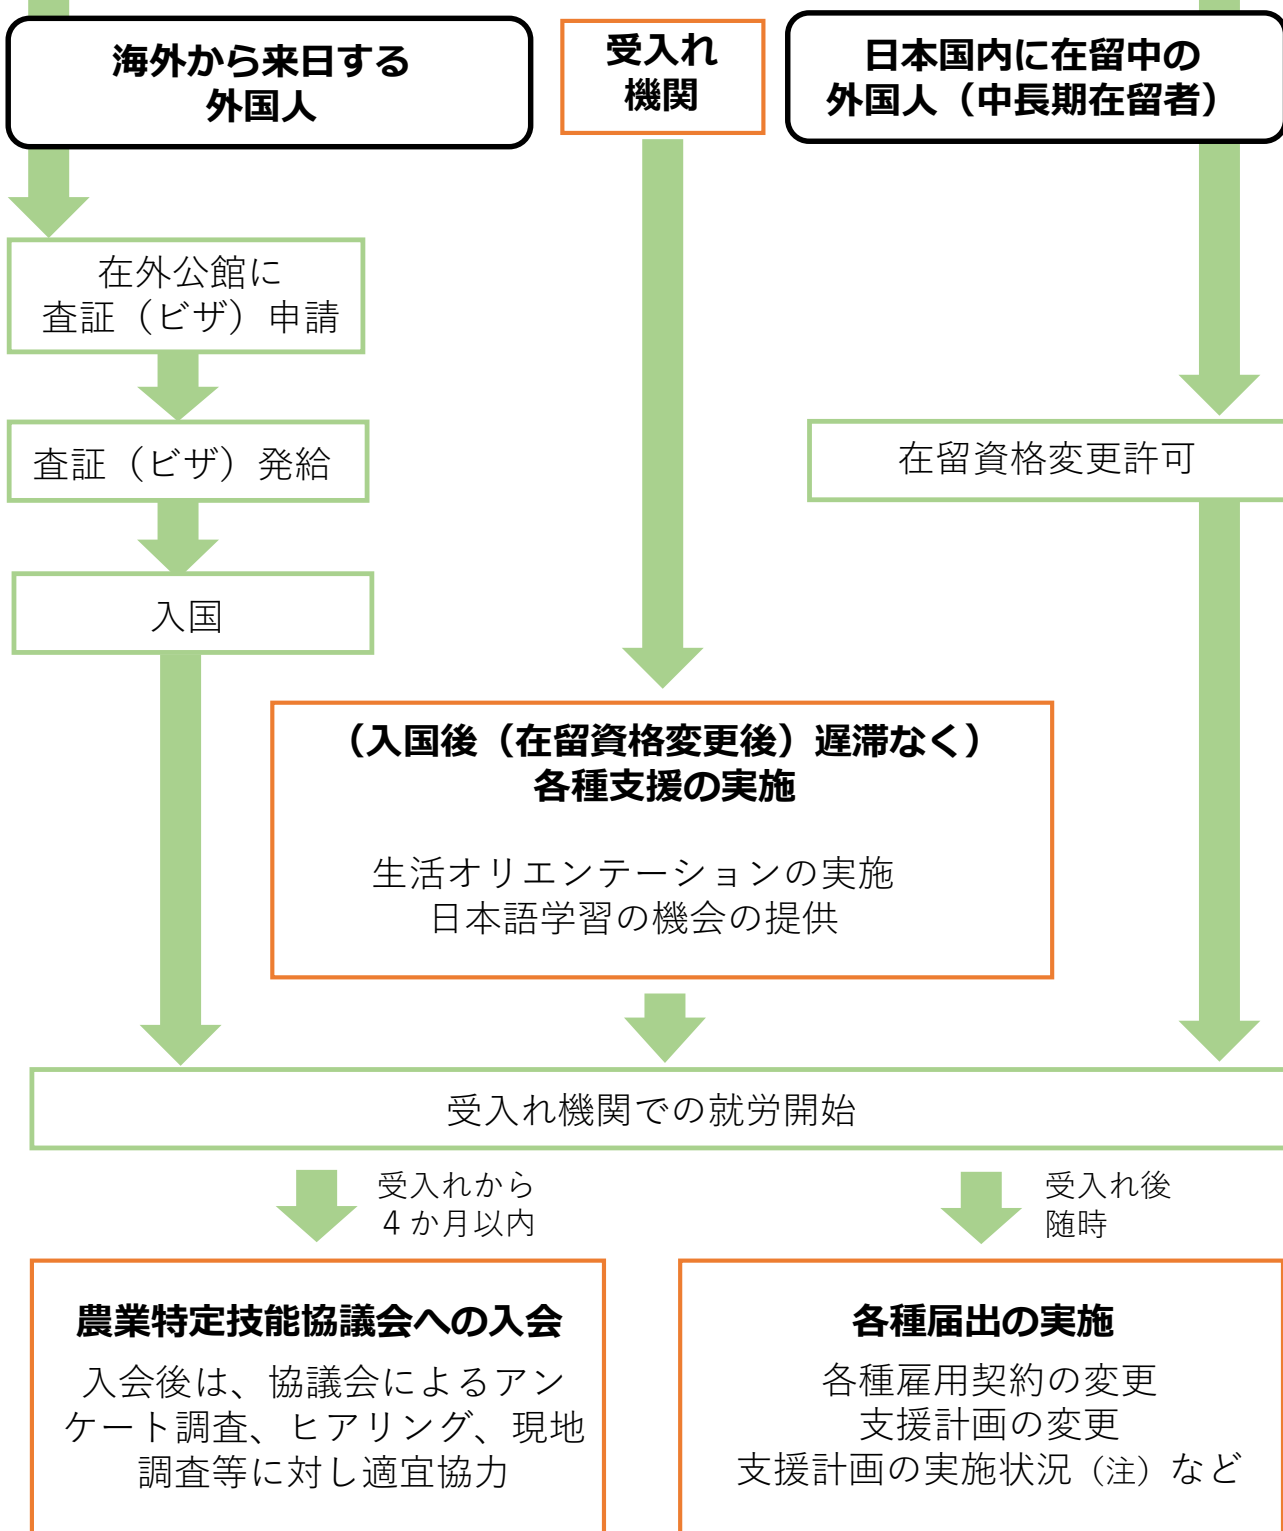 海外から来日する
外国人
受入れ
機関
日本国内に在留中の
外国人（中長期在留者）
在外公館に
査証（ビザ）申請
査証（ビザ）発給
在留資格変更許可
入国
（入国後（在留資格変更後）遅滞なく）
各種支援の実施
生活オリエンテーションの実施
日本語学習の機会の提供
受入れ機関での就労開始
受入れから
４か月以内
受入れ後
随時
農業特定技能協議会への入会
入会後は、協議会によるアン
ケート調査、ヒアリング、現地
調査等に対し適宜協力
各種届出の実施
各種雇用契約の変更
支援計画の変更
支援計画の実施状況（注）など